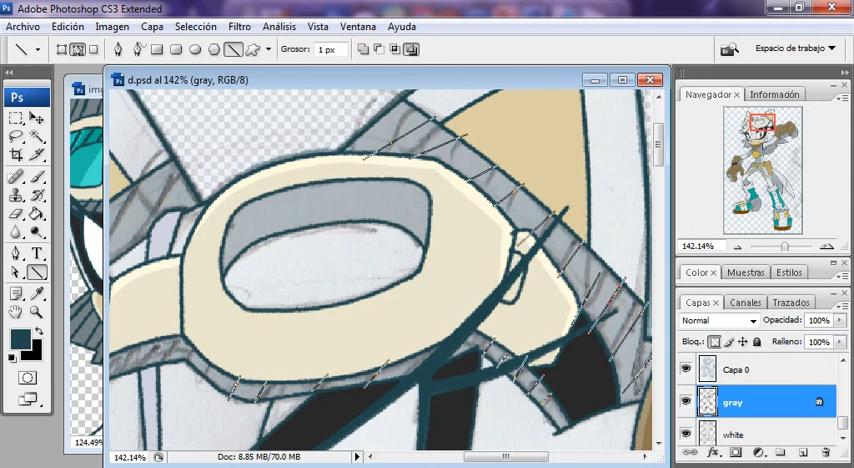 Adobe Photoshop CS3 Extended
Archivo Edición Imagen Capa Selección Filtro Análisis Vista Ventana Ayuda
Grosor: 1 px Espacio de trabajo
d.psd al 142% (gray, RGB/8)
Ps
im
Navegador Información
142.14%
Color Muestras Estilos
Capas Canales Trazados
Normal Opacidad: 100%
Bloq.: Relleno: 100%
Capa 0
gray
white
124.49%
142.14% Doc: 8.85 MB/70.0 MB